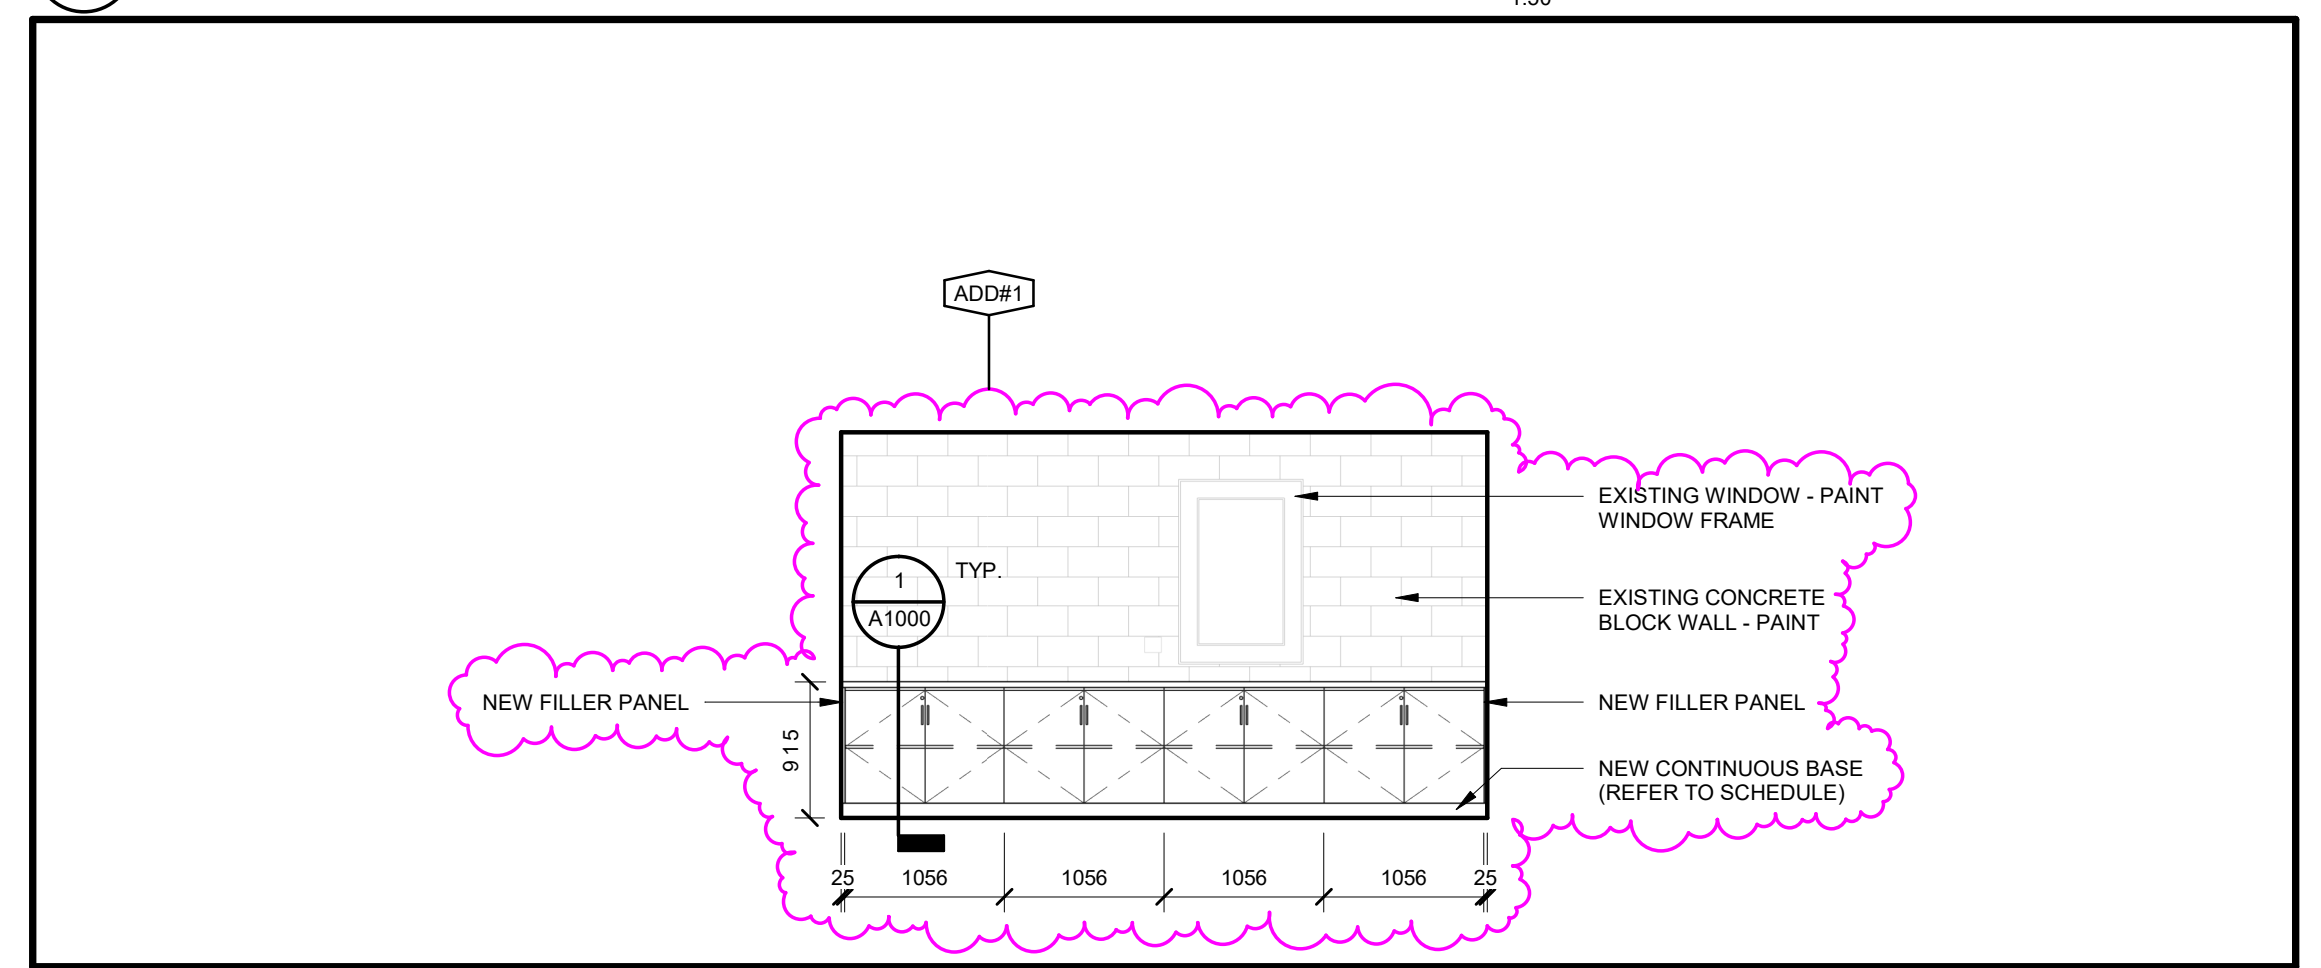 ADD#1
EXISTING WINDOW - PAINT
WINDOW FRAME
1
TYP.
A1000
EXISTING CONCRETE
BLOCK WALL - PAINT
NEW FILLER PANEL
NEW FILLER PANEL
915
NEW CONTINUOUS BASE
(REFER TO SCHEDULE)
25 1056 1056 1056 1056 25